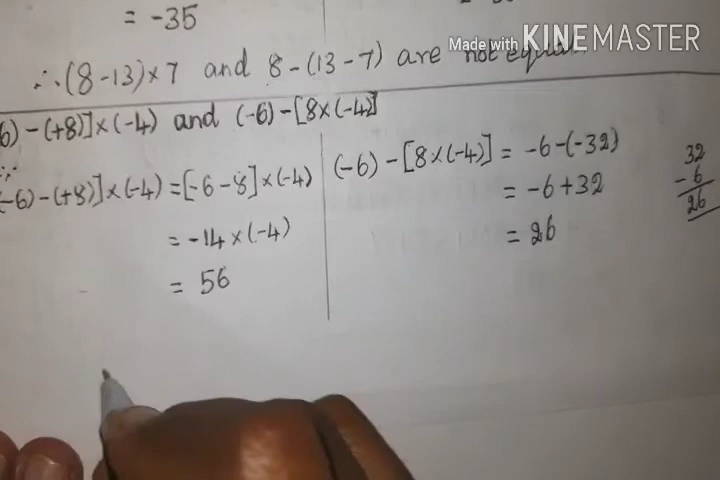 = -35
Made with KINEMASTER
∴ (8-13)×7 and 8-(13-7) are not
6) - (+8)]×(-4) and (-6) - [8×(-4)]
(-6) - (+8)]×(-4) = [-6-8]×(-4)
= -14×(-4)
= 56
(-6) - [8×(-4)] = -6-(-32)
= -6+32
= 26
32
- 6
26